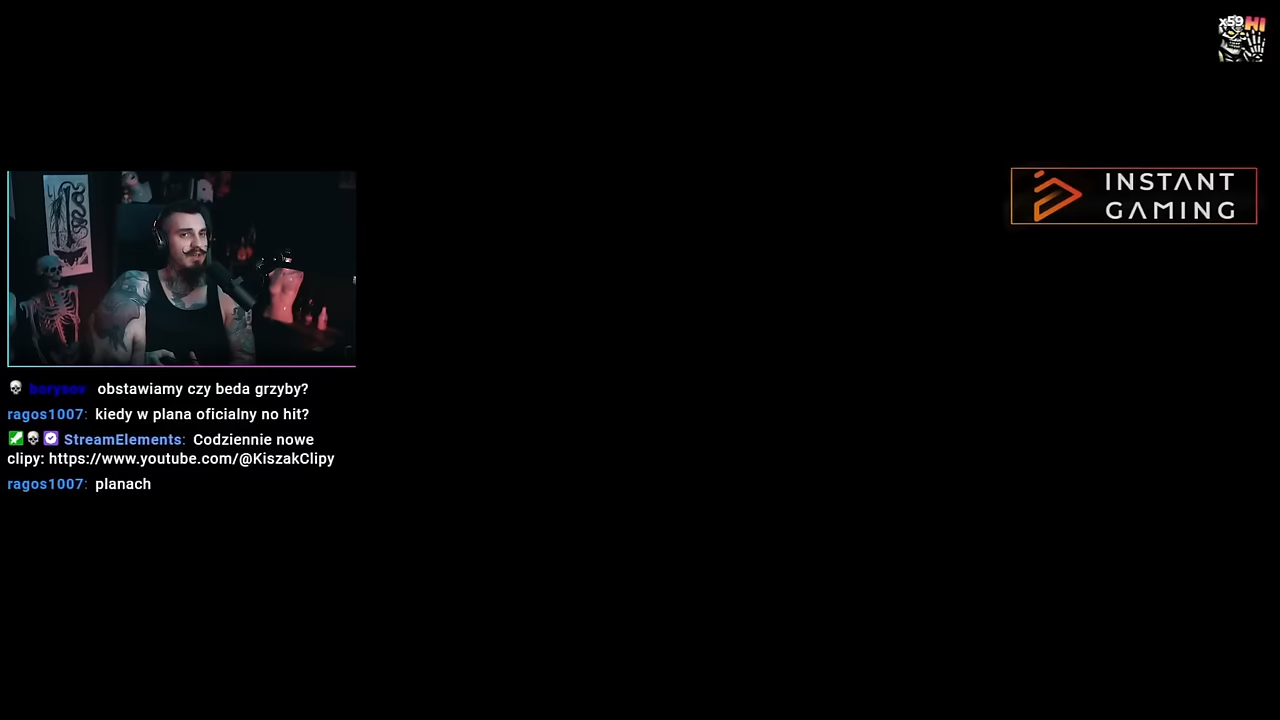 x59 HI
INSTANT
GAMING
borysov obstawiamy czy beda grzyby?
ragos1007: kiedy w plana oficialny no hit?
StreamElements: Codziennie nowe
clipy: https://www.youtube.com/@KiszakClipy
ragos1007: planach